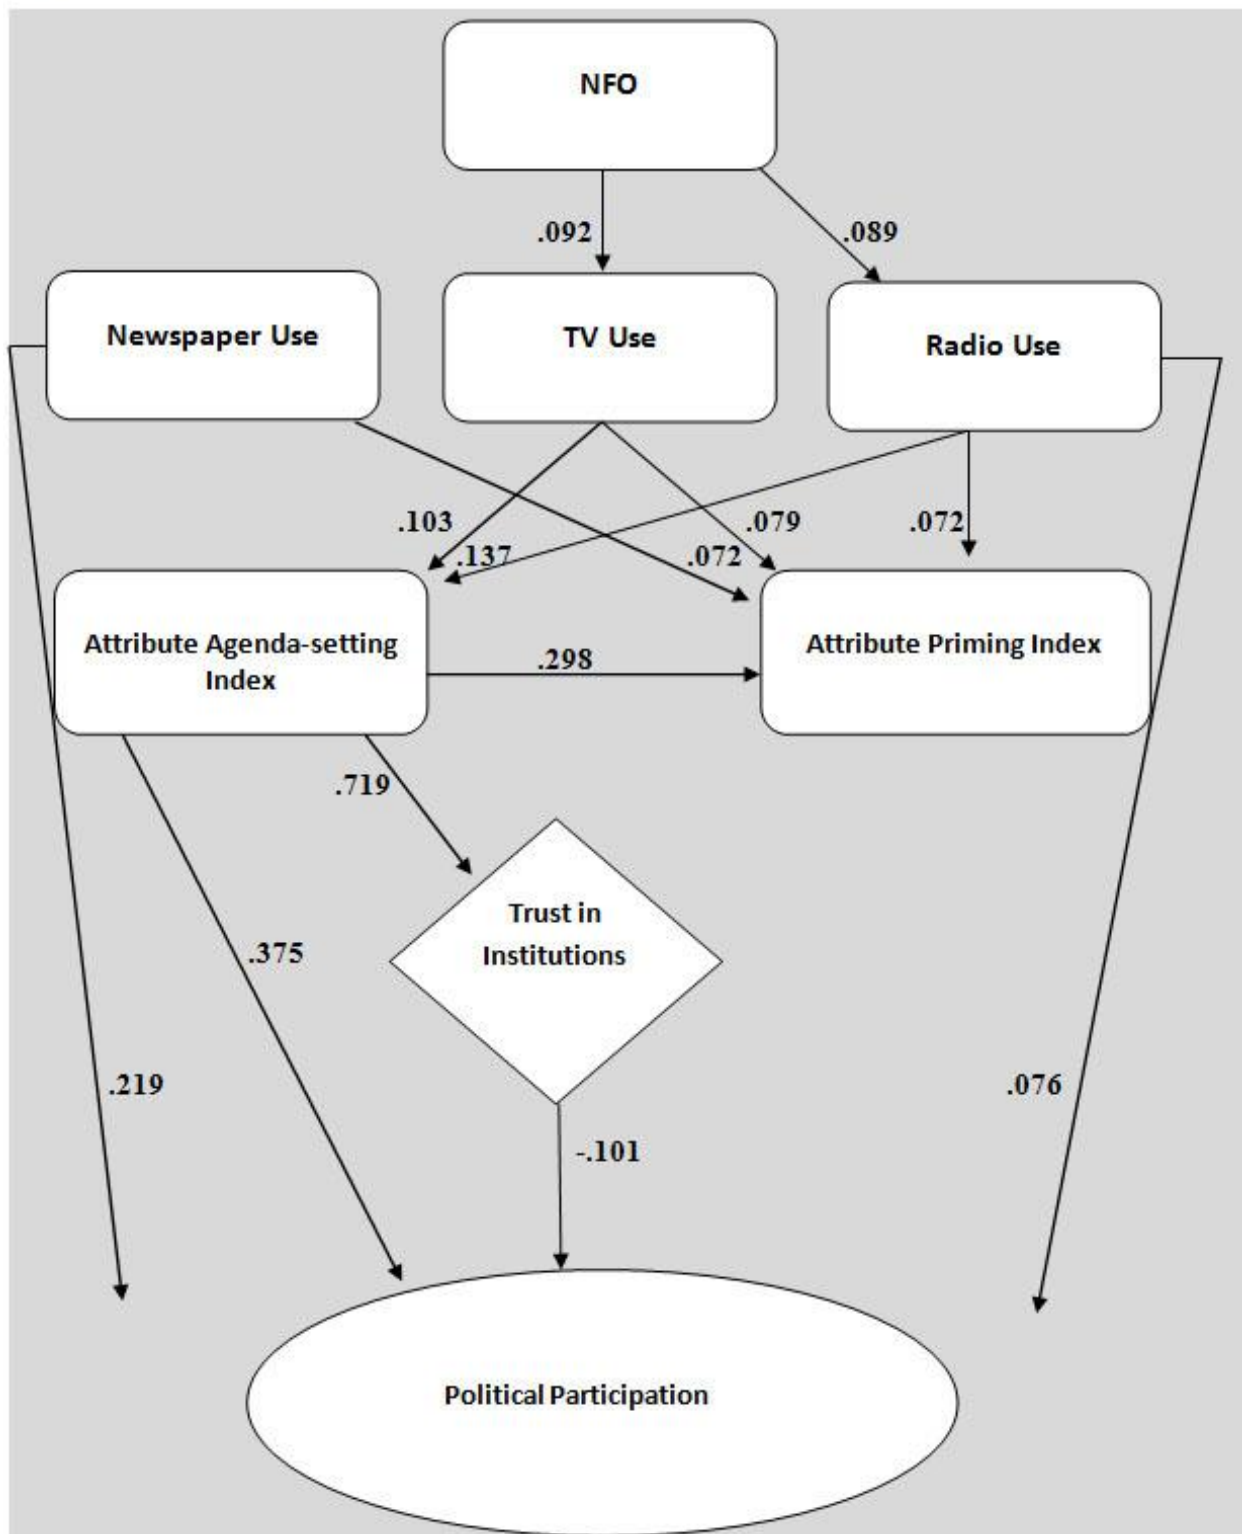 NFO
.092
.089
Newspaper Use
TV Use
Radio Use
.103
.137
.072
.079
.072
Attribute Agenda-setting
Index
.298
Attribute Priming Index
.719
Trust in
Institutions
.375
.219
.076
-.101
Political Participation